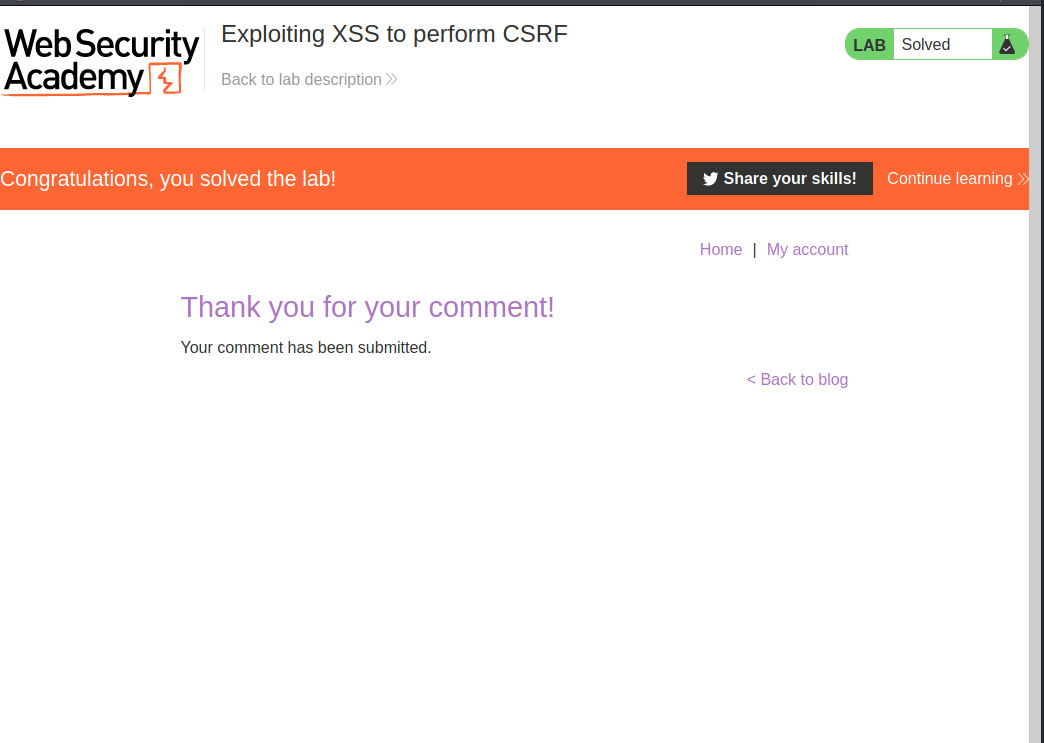 Web Security
Academy
Exploiting XSS to perform CSRF
Back to lab description
LAB Solved
Congratulations, you solved the lab!
Share your skills!
Continue learning
Home | My account
Thank you for your comment!
Your comment has been submitted.
< Back to blog